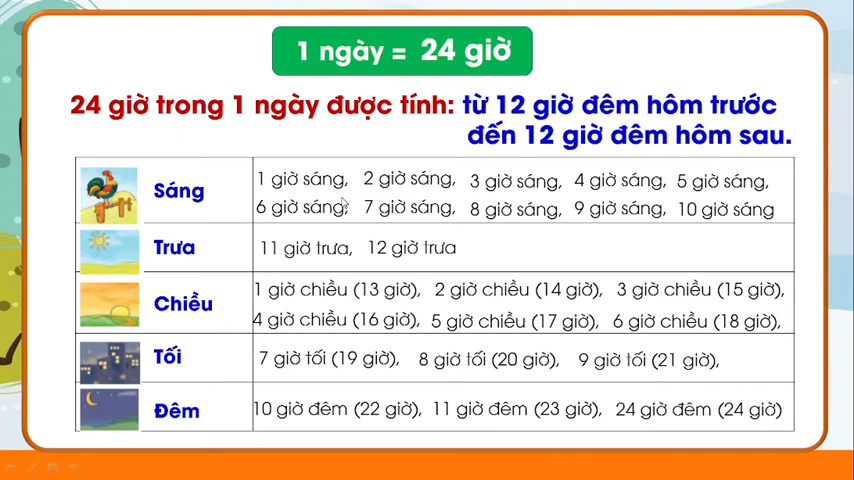 1 ngày = 24 giờ
24 giờ trong 1 ngày được tính: từ 12 giờ đêm hôm trước
đến 12 giờ đêm hôm sau.
Sáng
1 giờ sáng, 2 giờ sáng, 3 giờ sáng, 4 giờ sáng, 5 giờ sáng,
6 giờ sáng, 7 giờ sáng, 8 giờ sáng, 9 giờ sáng, 10 giờ sáng
Trưa
11 giờ trưa, 12 giờ trưa
Chiều
1 giờ chiều (13 giờ), 2 giờ chiều (14 giờ), 3 giờ chiều (15 giờ),
4 giờ chiều (16 giờ), 5 giờ chiều (17 giờ), 6 giờ chiều (18 giờ),
Tối
7 giờ tối (19 giờ), 8 giờ tối (20 giờ), 9 giờ tối (21 giờ),
Đêm
10 giờ đêm (22 giờ), 11 giờ đêm (23 giờ), 24 giờ đêm (24 giờ)